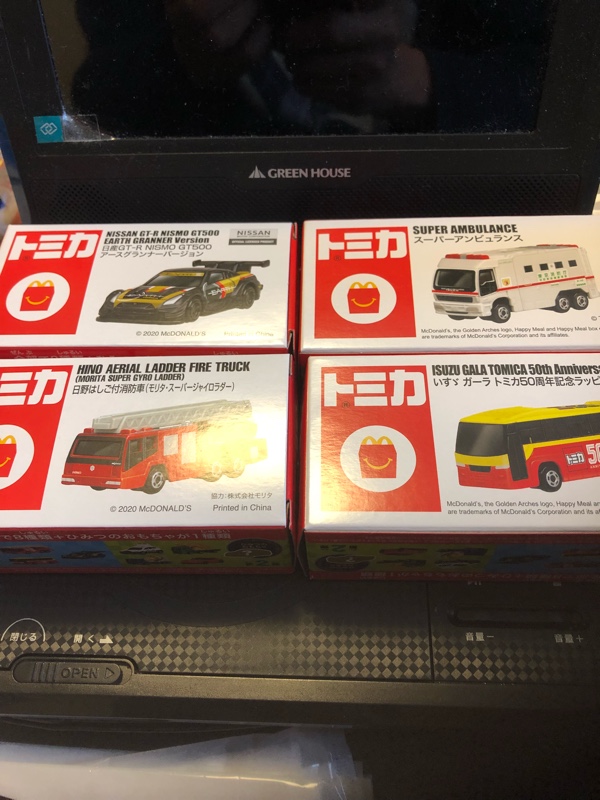 GREEN HOUSE
トミカ
NISSAN GT-R NISMO GT500
EARTH GRANNER Version
日産GT-R NISMO GT500
アースグランナーバージョン
NISSAN
© 2020 McDONALD'S
トミカ
SUPER AMBULANCE
スーパーアンビュランス
McDonald's, the Golden Arches logo, Happy Meal and Happy Meal box
are trademarks of McDonald's Corporation and its affiliates.
トミカ
HINO AERIAL LADDER FIRE TRUCK
(MORITA SUPER GYRO LADDER)
日野はしご付消防車(モリタ・スーパージャイロラダー)
協力:株式会社モリタ
© 2020 McDONALD'S
Printed in China
トミカ
ISUZU GALA TOMICA 50th Annivers
いすゞ ガーラ トミカ50周年記念ラッピ
トミカ
McDonald's, the Golden Arches logo, Happy Meal and
are trademarks of McDonald's Corporation and its af
閉じる
開く
OPEN
音量－
音量＋